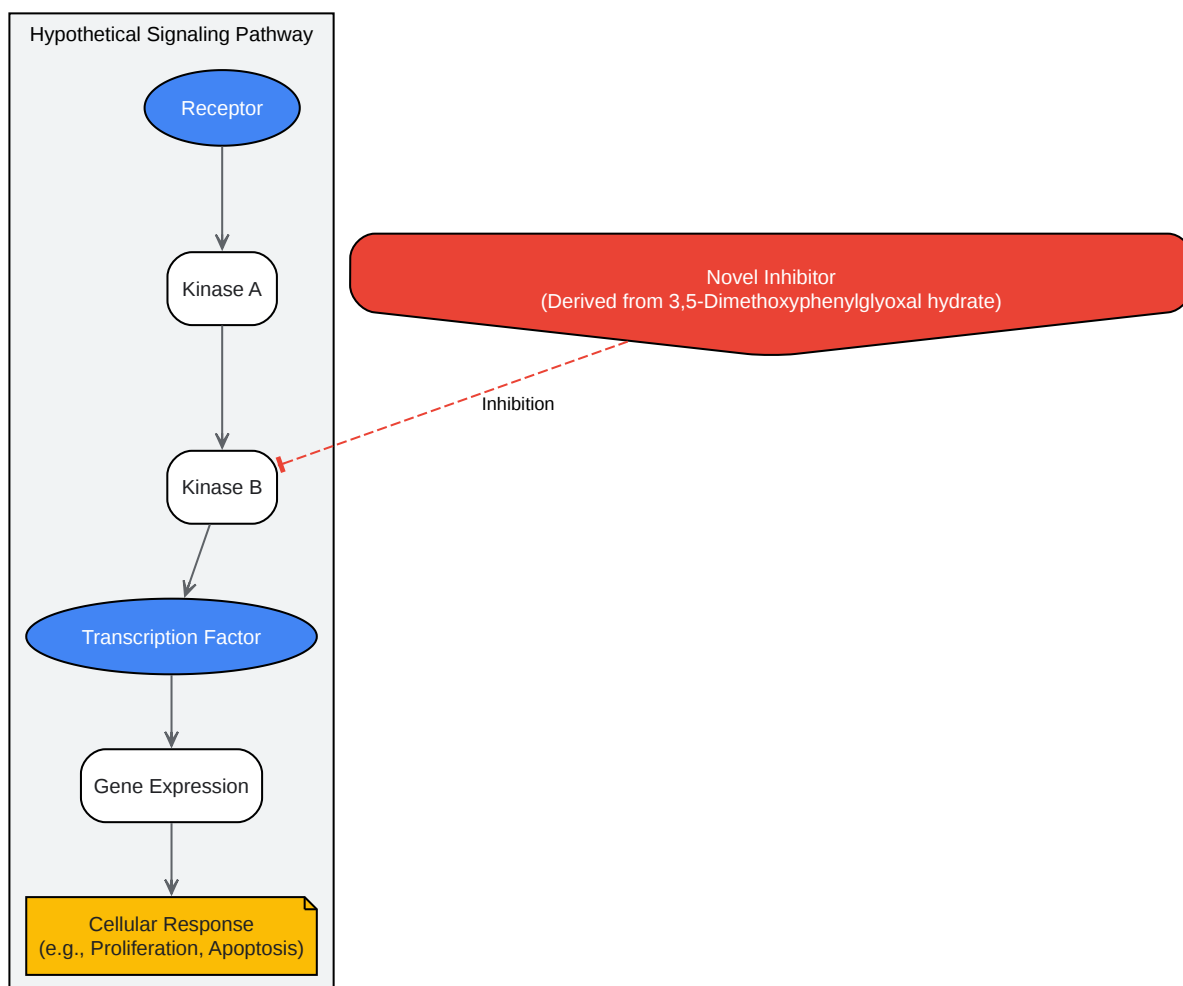 Hypothetical Signaling Pathway
Receptor
Kinase A
Novel Inhibitor
(Derived from 3,5-Dimethoxyphenylglyoxal hydrate)
Inhibition
Kinase B
Transcription Factor
Gene Expression
Cellular Response
(e.g., Proliferation, Apoptosis)